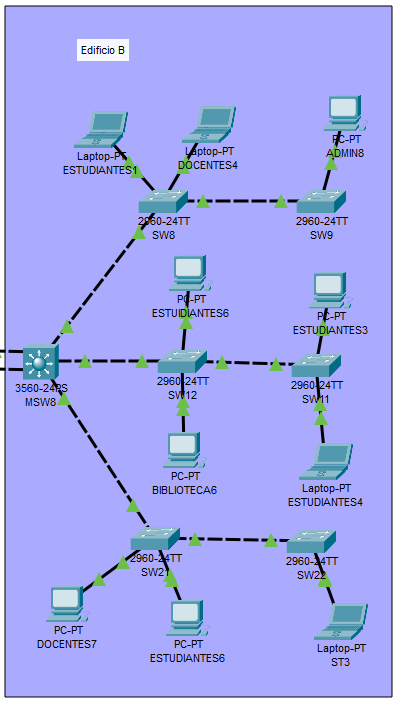 Edificio B
PC-PT
ADMIN8
Laptop-PT
ESTUDIANTES1
Laptop-PT
DOCENTES4
2960-24TT
SW8
2960-24TT
SW9
PC-PT
ESTUDIANTES6
PC-PT
ESTUDIANTES3
3560-24PS
MSW8
2960-24TT
SW12
2960-24TT
SW11
PC-PT
BIBLIOTECA6
Laptop-PT
ESTUDIANTES4
2960-24TT
SW21
2960-24TT
SW22
PC-PT
DOCENTES7
PC-PT
ESTUDIANTES6
Laptop-PT
ST3